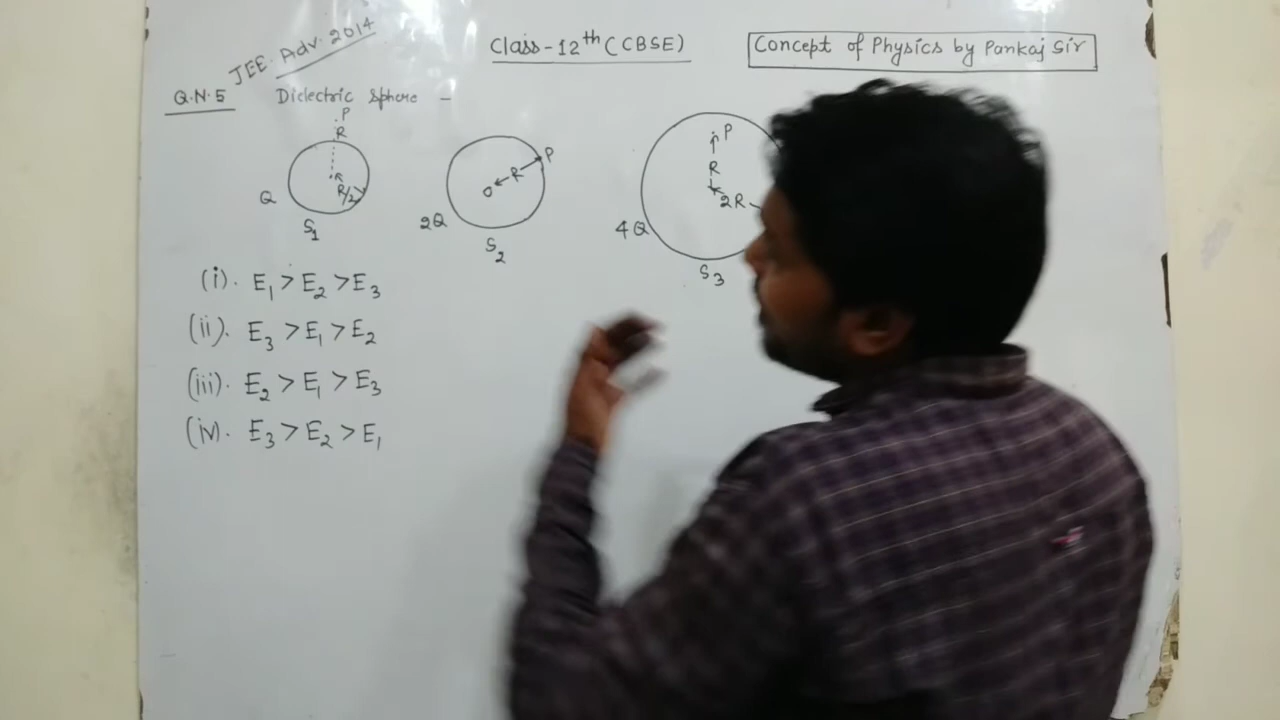 JEE Adv. 2014
Class-12th (CBSE)
Concept of Physics by Pankaj Sir
Q.N.5 Dielectric Sphere -
P
R
R/2
Q
S1
P
R
O
2Q
S2
P
R
2R
4Q
S3
(i). E1 > E2 > E3
(ii). E3 > E1 > E2
(iii). E2 > E1 > E3
(iv). E3 > E2 > E1